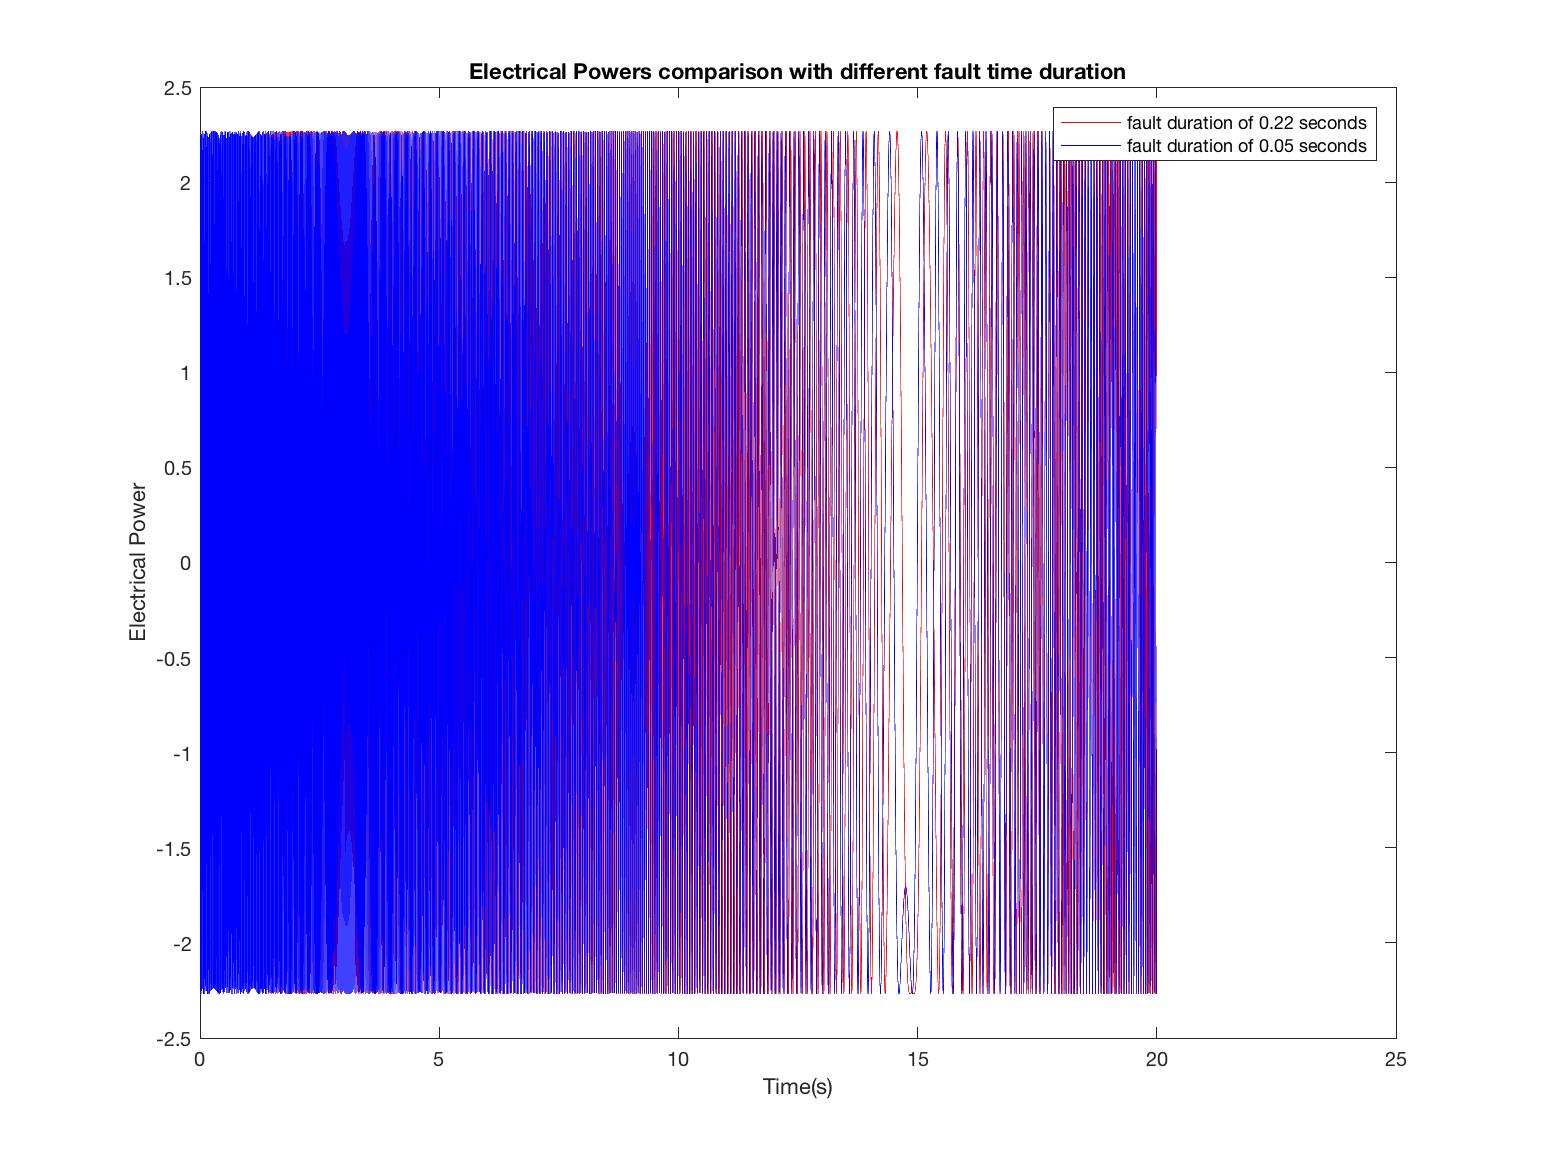 Electrical Powers comparison with different fault time duration
2.5
2
1.5
1
0.5
0
-0.5
-1
-1.5
-2
-2.5
Electrical Power
fault duration of 0.22 seconds
fault duration of 0.05 seconds
0 5 10 15 20 25
Time(s)